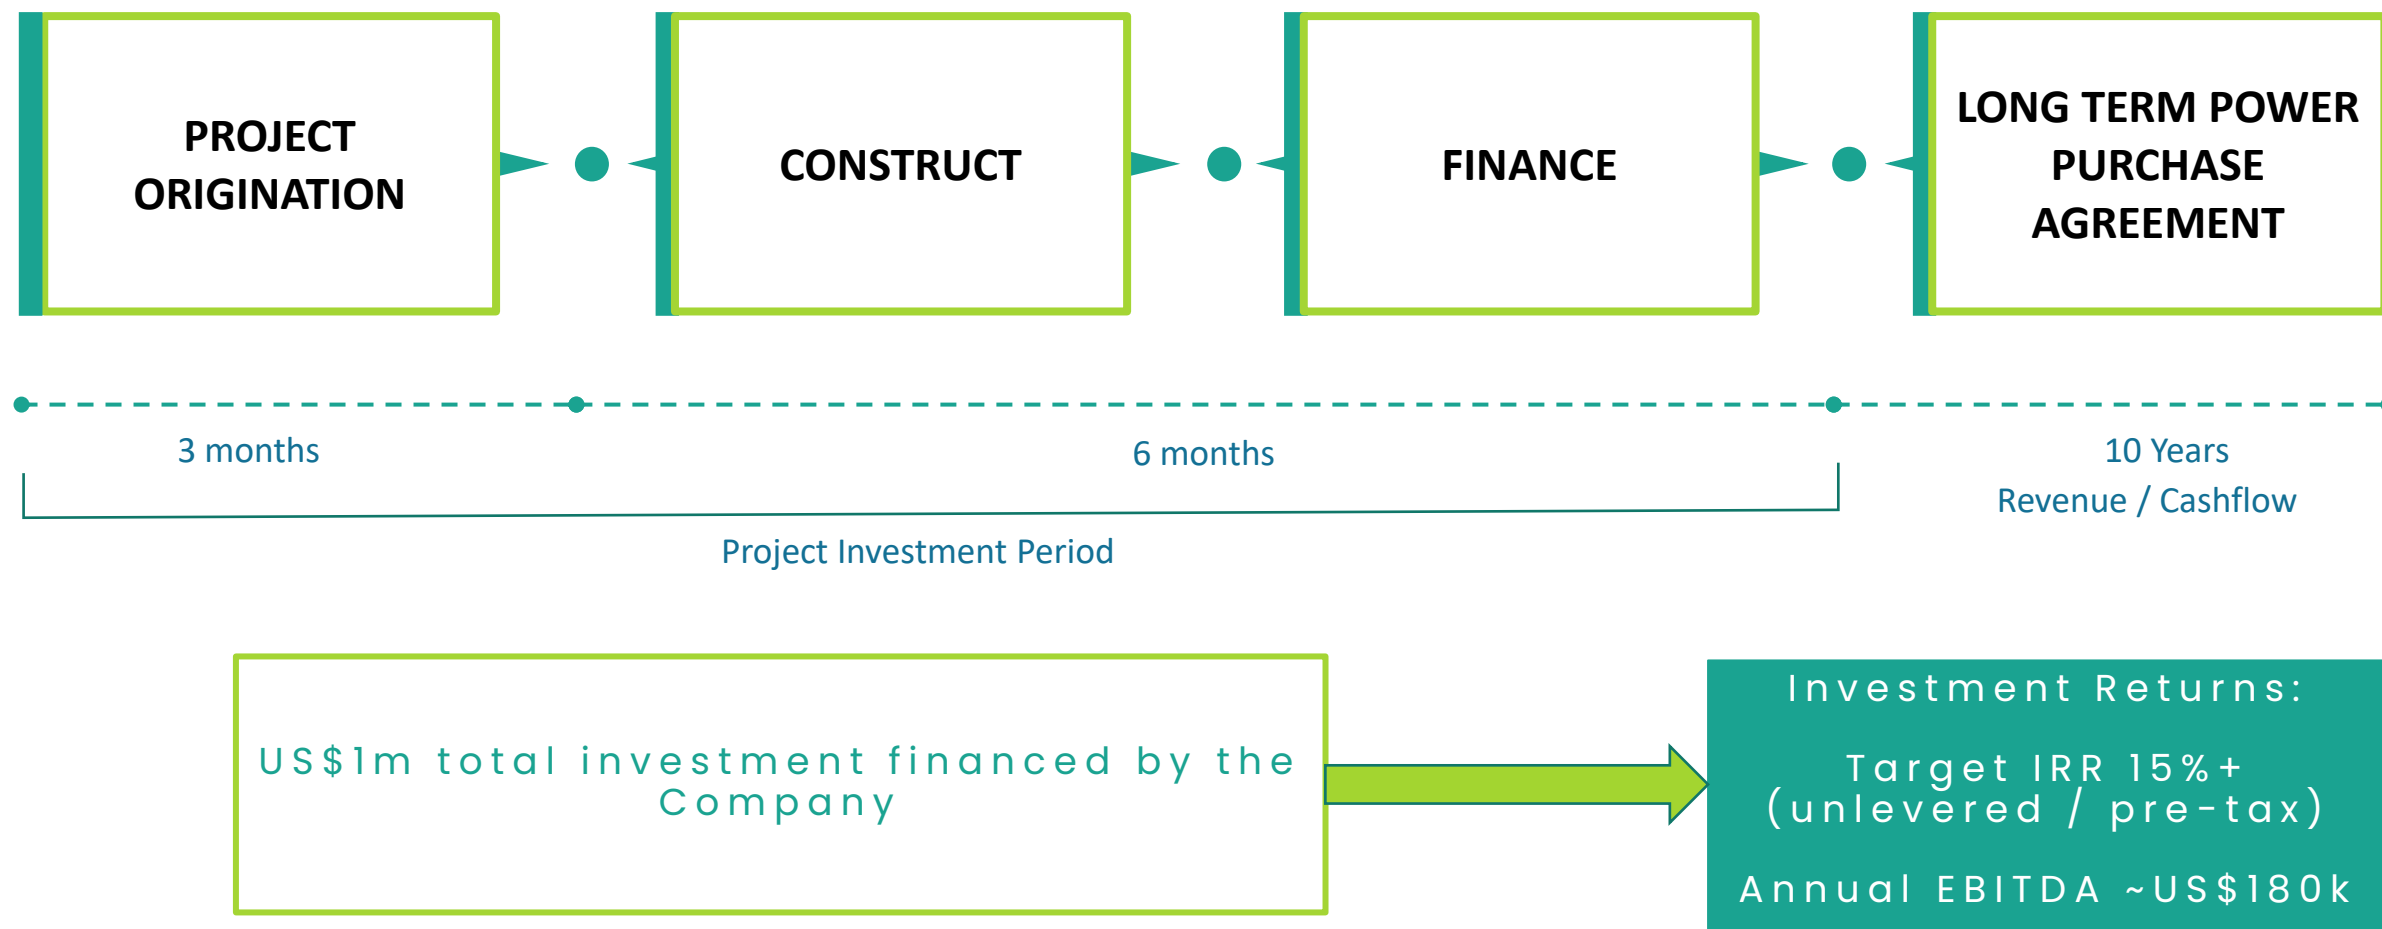 PROJECT
ORIGINATION
CONSTRUCT
FINANCE
LONG TERM POWER
PURCHASE
AGREEMENT
3 months
6 months
10 Years
Revenue / Cashflow
Project Investment Period
US$1m total investment financed by the
Company
Investment Returns:
Target IRR 15%+
(unlevered / pre-tax)
Annual EBITDA ~US$180k